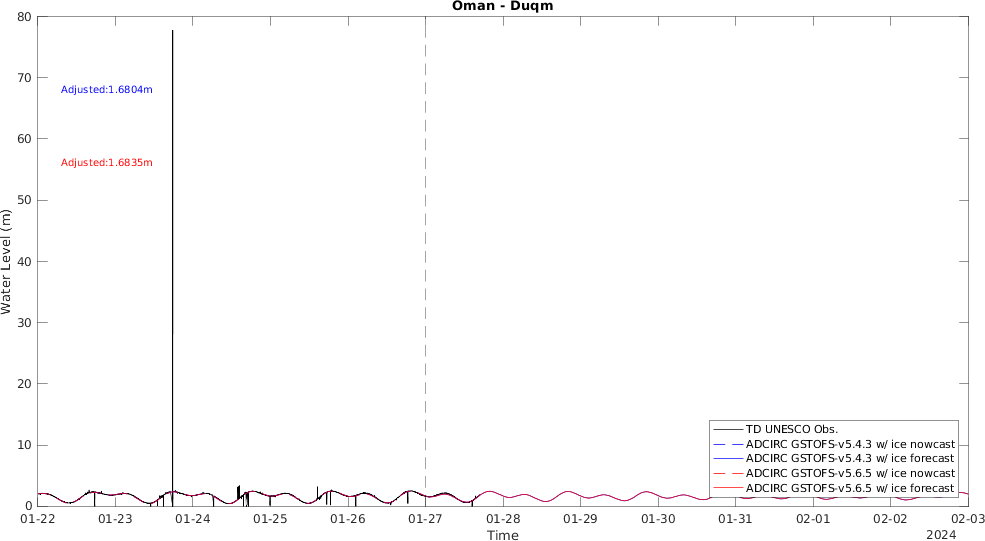 Oman - Duqm
80
70
60
50
40
30
20
10
0
Water Level (m)
Adjusted:1.6804m
Adjusted:1.6835m
TD UNESCO Obs.
ADCIRC GSTOFS-v5.4.3 w/ ice nowcast
ADCIRC GSTOFS-v5.4.3 w/ ice forecast
ADCIRC GSTOFS-v5.6.5 w/ ice nowcast
ADCIRC GSTOFS-v5.6.5 w/ ice forecast
01-22 01-23 01-24 01-25 01-26 01-27 01-28 01-29 01-30 01-31 02-01 02-02 02-03
Time
2024